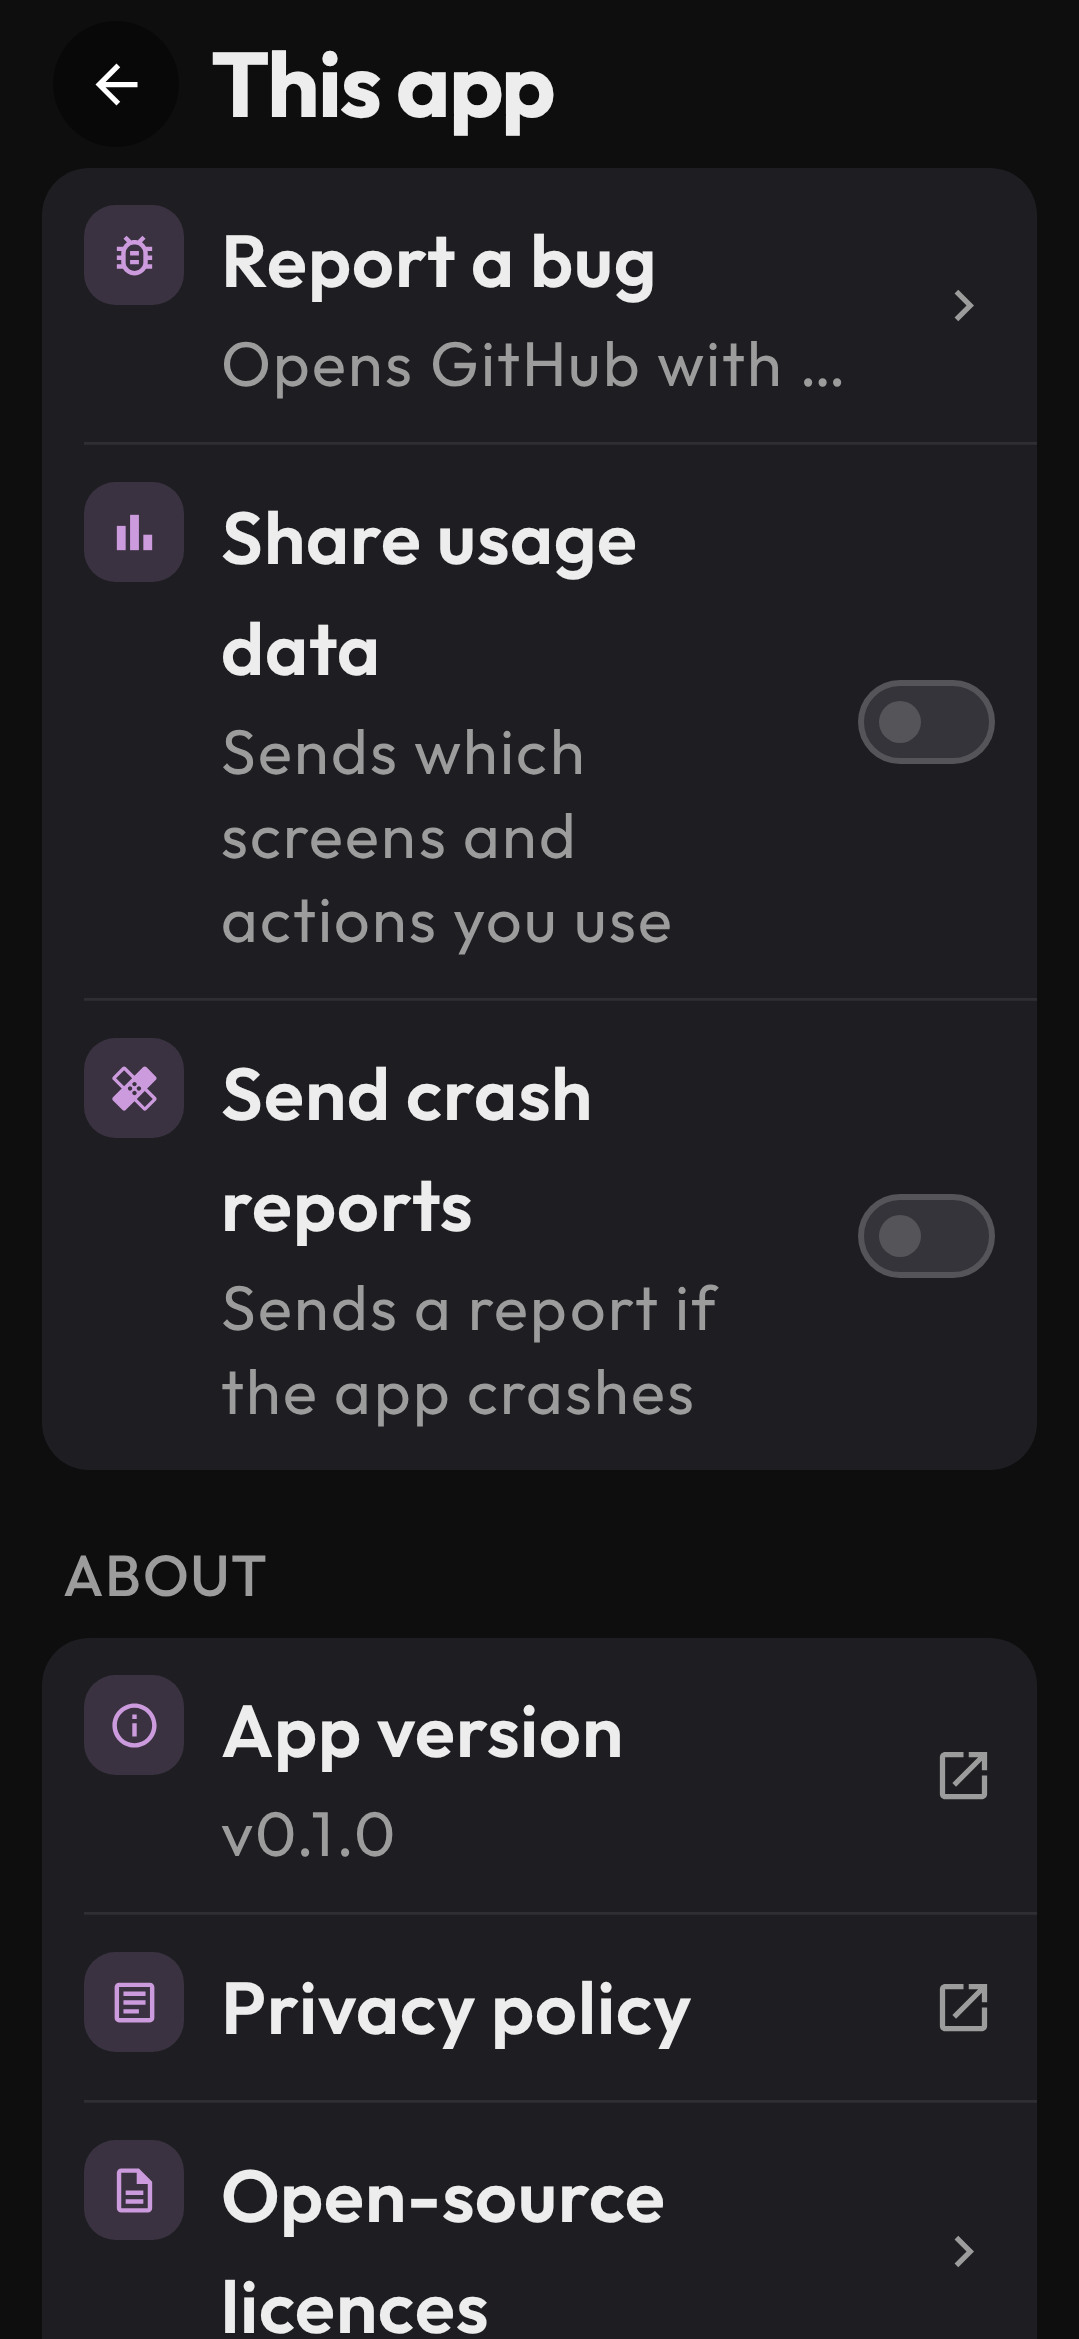 This app
Report a bug
Opens GitHub with ...
Share usage
data
Sends which
screens and
actions you use
Send crash
reports
Sends a report if
the app crashes
ABOUT
App version
v0.1.0
Privacy policy
Open-source
licences